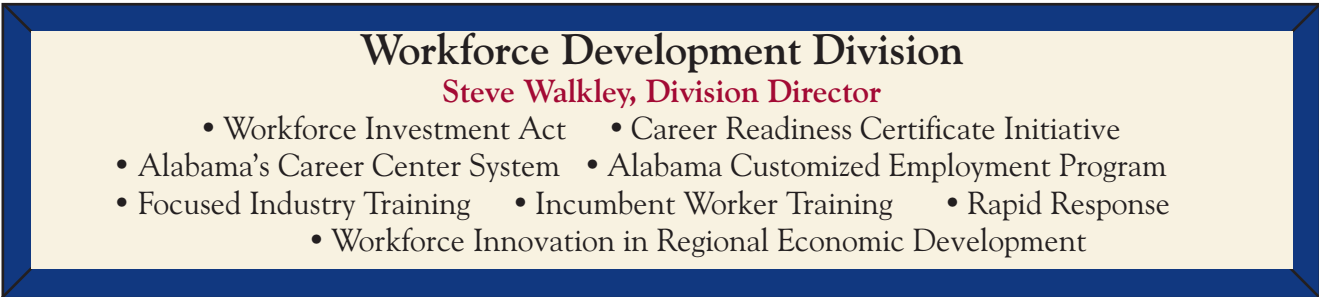 Workforce Development Division
Steve Walkley, Division Director
• Workforce Investment Act • Career Readiness Certificate Initiative
• Alabama's Career Center System • Alabama Customized Employment Program
• Focused Industry Training • Incumbent Worker Training • Rapid Response
• Workforce Innovation in Regional Economic Development